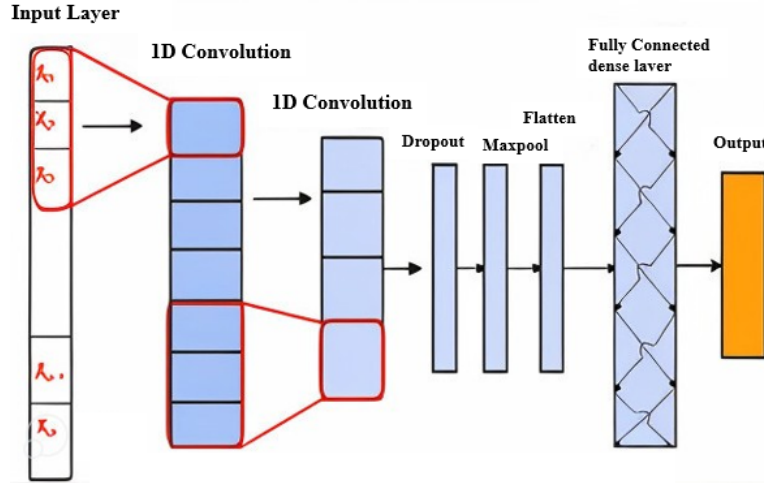 Input Layer
1D Convolution
1D Convolution
Dropout
Maxpool
Flatten
Fully Connected
dense layer
Output